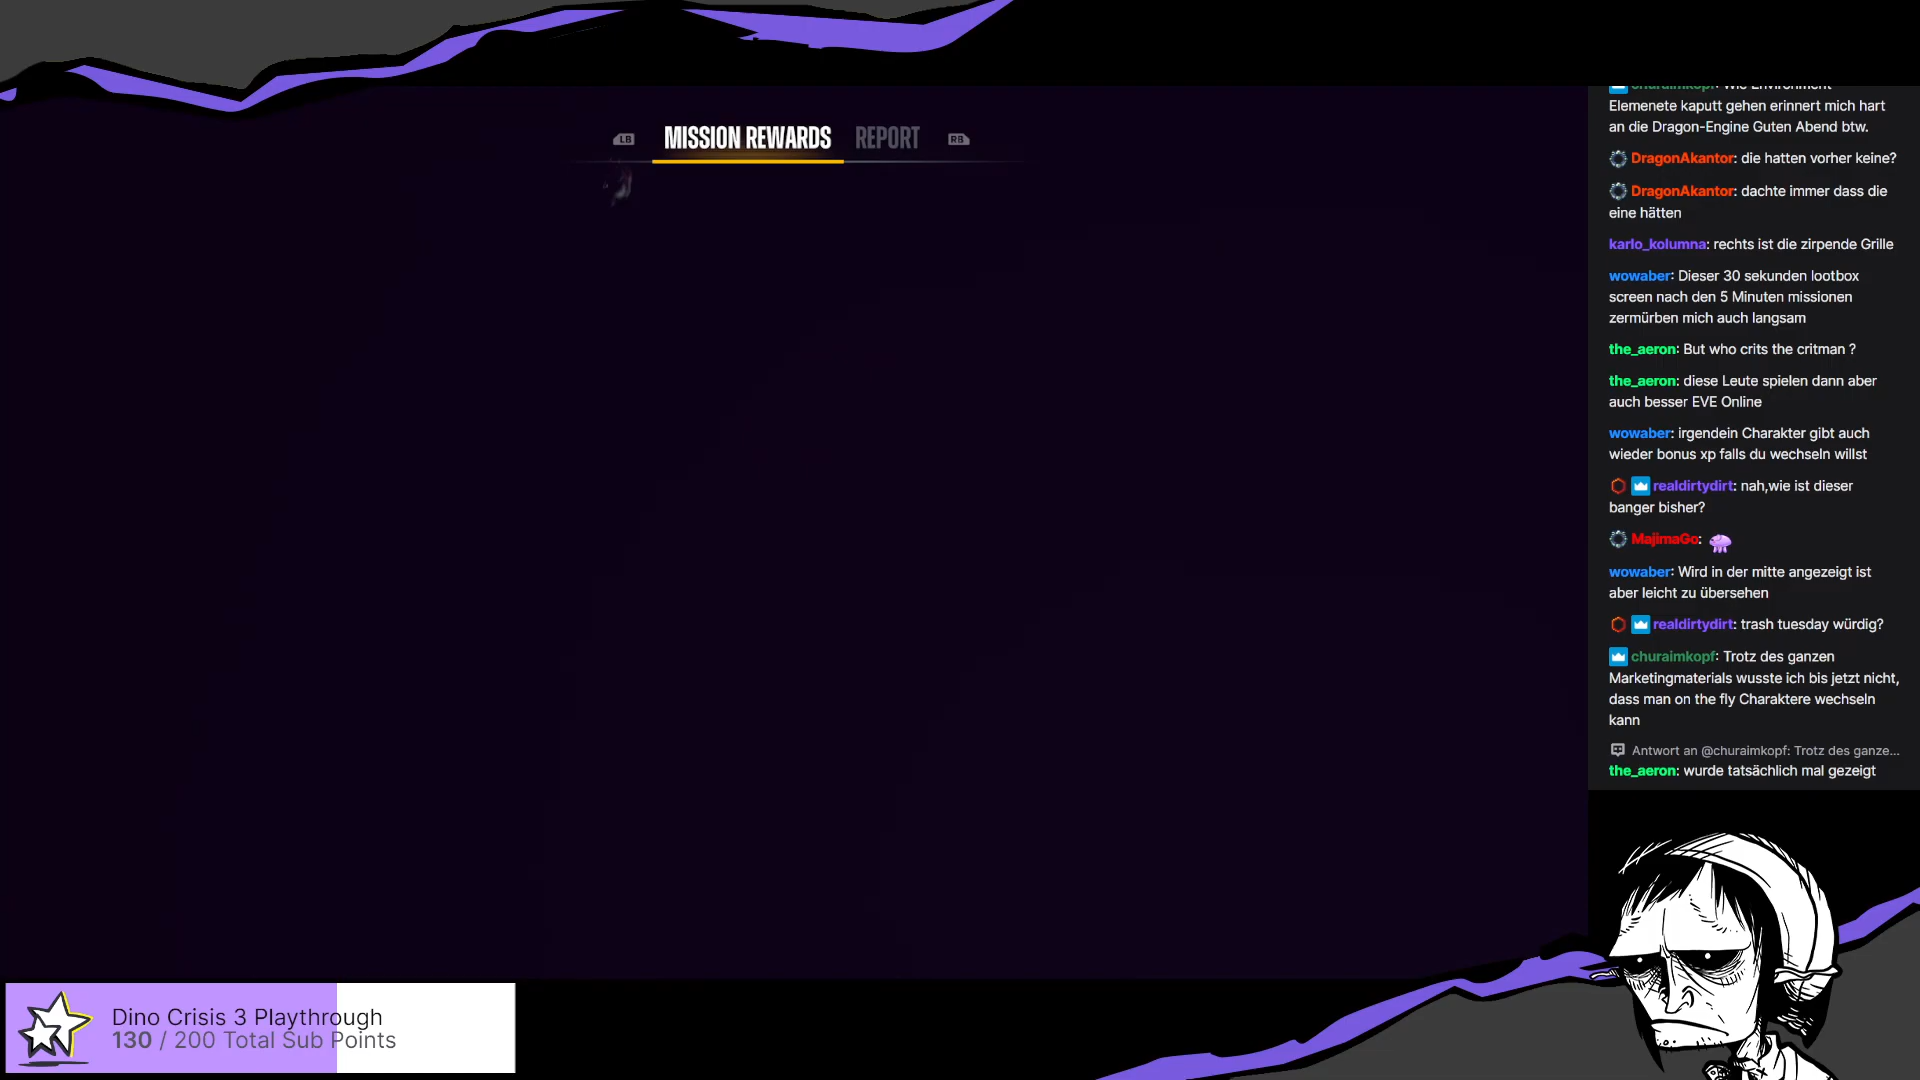 LB MISSION REWARDS REPORT RB
churaimkopf: Wie Environment
Elemenete kaputt gehen erinnert mich hart
an die Dragon-Engine Guten Abend btw.
DragonAkantor: die hatten vorher keine?
DragonAkantor: dachte immer dass die
eine hätten
karlo_kolumna: rechts ist die zirpende Grille
wowaber: Dieser 30 sekunden lootbox
screen nach den 5 Minuten missionen
zermürben mich auch langsam
the_aeron: But who crits the critman ?
the_aeron: diese Leute spielen dann aber
auch besser EVE Online
wowaber: irgendein Charakter gibt auch
wieder bonus xp falls du wechseln willst
realdirtydirt: nah,wie ist dieser
banger bisher?
MajimaGo:
wowaber: Wird in der mitte angezeigt ist
aber leicht zu übersehen
realdirtydirt: trash tuesday würdig?
churaimkopf: Trotz des ganzen
Marketingmaterials wusste ich bis jetzt nicht,
dass man on the fly Charaktere wechseln
kann
Antwort an @churaimkopf: Trotz des ganze...
the_aeron: wurde tatsächlich mal gezeigt
Dino Crisis 3 Playthrough
130 / 200 Total Sub Points